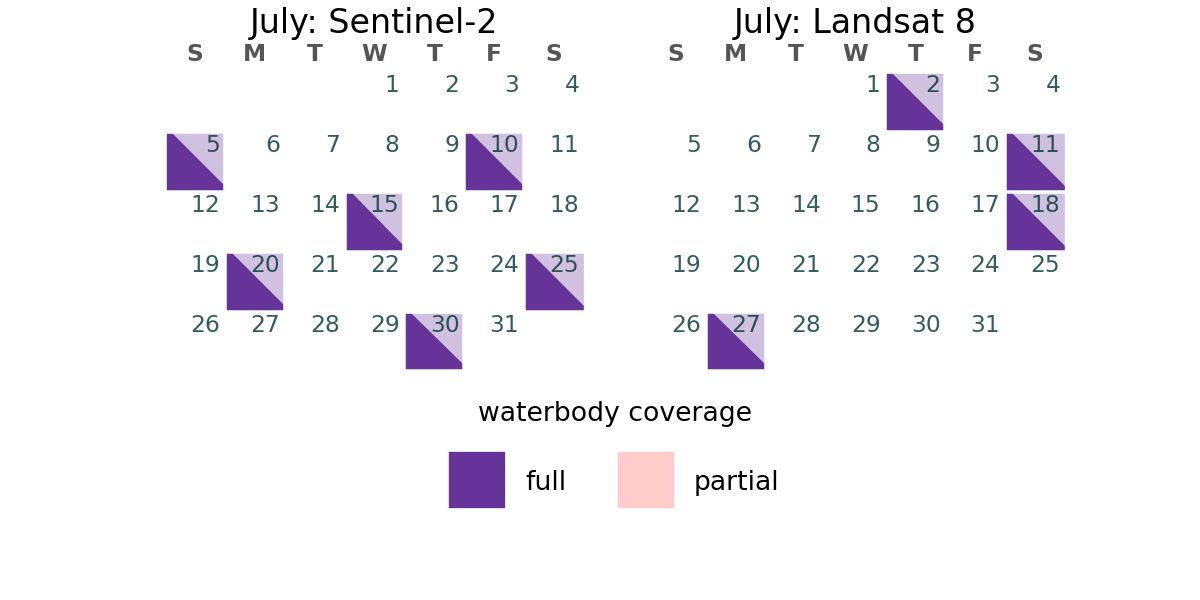 July: Sentinel-2
S M T W T F S
1 2 3 4
5 6 7 8 9 10 11
12 13 14 15 16 17 18
19 20 21 22 23 24 25
26 27 28 29 30 31
July: Landsat 8
S M T W T F S
1 2 3 4
5 6 7 8 9 10 11
12 13 14 15 16 17 18
19 20 21 22 23 24 25
26 27 28 29 30 31
waterbody coverage
full partial